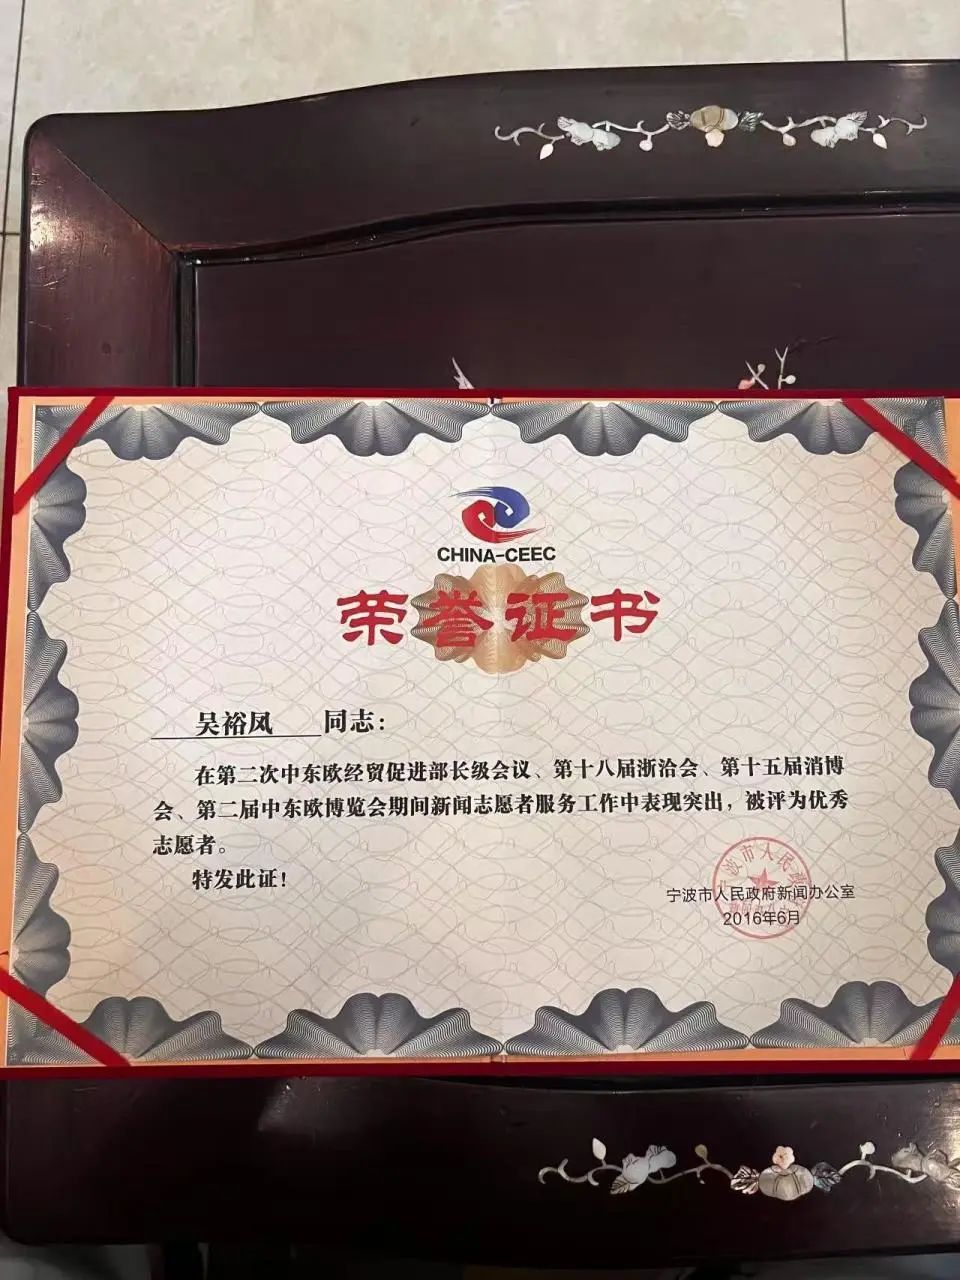 CHINA-CEEC
荣誉证书
吴裕凤 同志：
在第二次中东欧经贸促进部长级会议、第十八届浙洽会、第十五届消博
会、第二届中东欧博览会期间新闻志愿者服务工作中表现突出，被评为优秀
志愿者。
特发此证！
宁波市人民政府新闻办公室
2016年6月